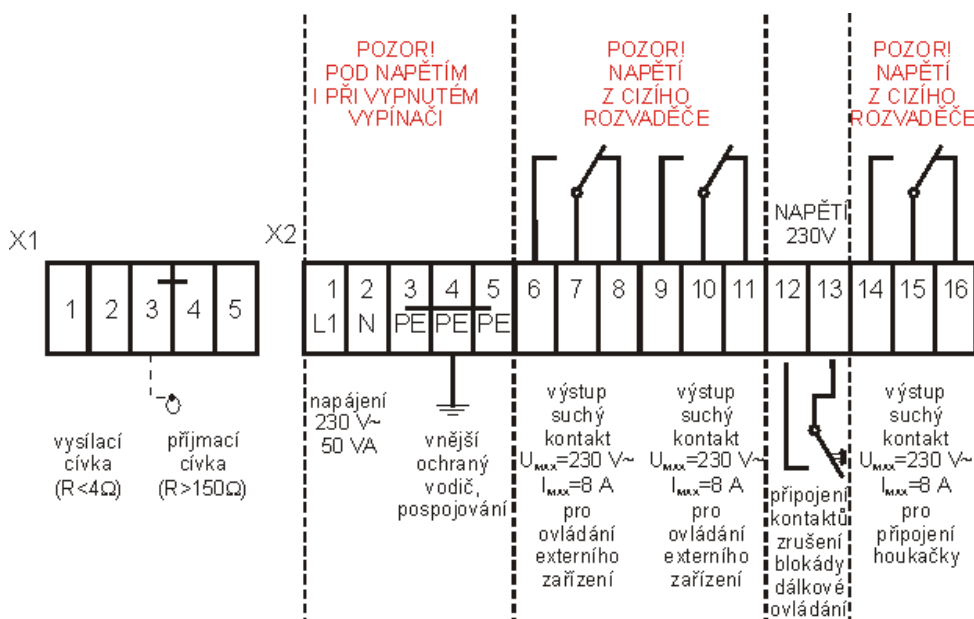 POZOR!
POD NAPĚTÍM
I PŘI VYPNUTÉM
VYPÍNAČI
POZOR!
NAPĚTÍ
Z CIZÍHO
ROZVADĚČE
POZOR!
NAPĚTÍ
Z CIZÍHO
ROZVADĚČE
NAPĚTÍ
230V
X1
1 2 3 4 5
X2
1 2 3 4 5 6 7 8 9 10 11 12 13 14 15 16
L1 N PE PE PE
vysílací
cívka
(R<4Ω)
příjmací
cívka
(R>150Ω)
napájení
230 V~
50 VA
vnější
ochraný
vodič,
pospojování
výstup
suchý
kontakt
UMAX=230 V~
IMAX=8 A
pro
ovládání
externího
zařízení
výstup
suchý
kontakt
UMAX=230 V~
IMAX=8 A
pro
ovládání
externího
zařízení
připojení
kontaktů
zrušení
blokády
dálkové
ovládání
výstup
suchý
kontakt
UMAX=230 V~
IMAX=8 A
pro
připojení
houkačky